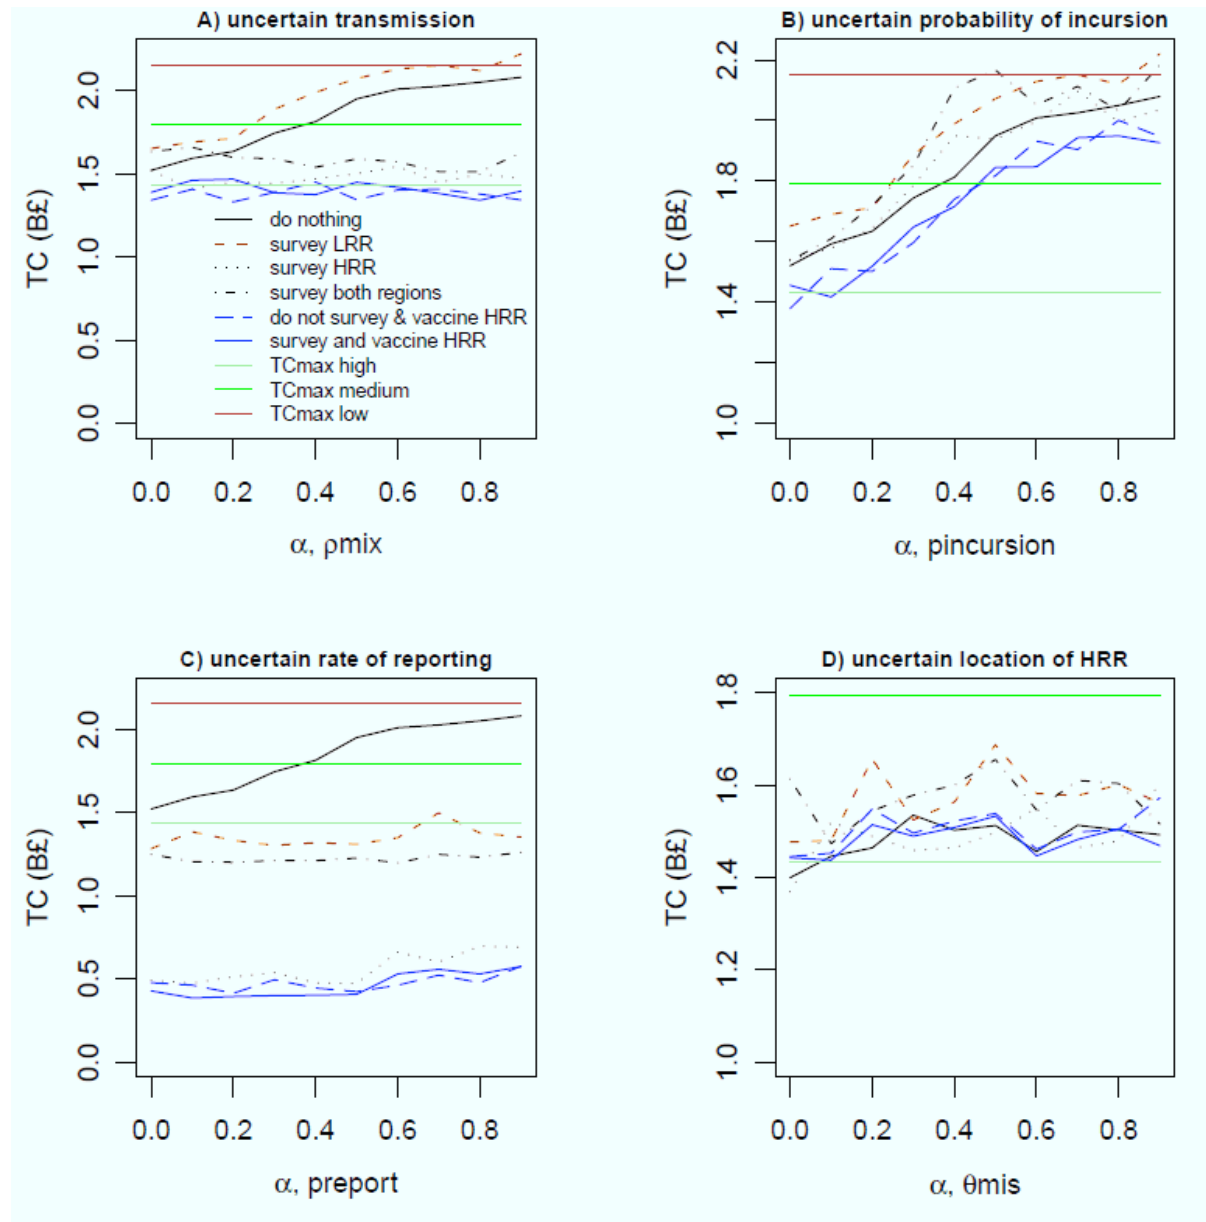 A) uncertain transmission
TC (B£)
2.0
1.5
1.0
0.5
0.0
do nothing
survey LRR
survey HRR
survey both regions
do not survey & vaccine HRR
survey and vaccine HRR
TCmax high
TCmax medium
TCmax low
0.0 0.2 0.4 0.6 0.8
α, ρmix
B) uncertain probability of incursion
TC (B£)
2.2
1.8
1.4
1.0
0.0 0.2 0.4 0.6 0.8
α, pincursion
C) uncertain rate of reporting
TC (B£)
2.0
1.5
1.0
0.5
0.0
0.0 0.2 0.4 0.6 0.8
α, preport
D) uncertain location of HRR
TC (B£)
1.8
1.6
1.4
1.2
1.0
0.0 0.2 0.4 0.6 0.8
α, θmis